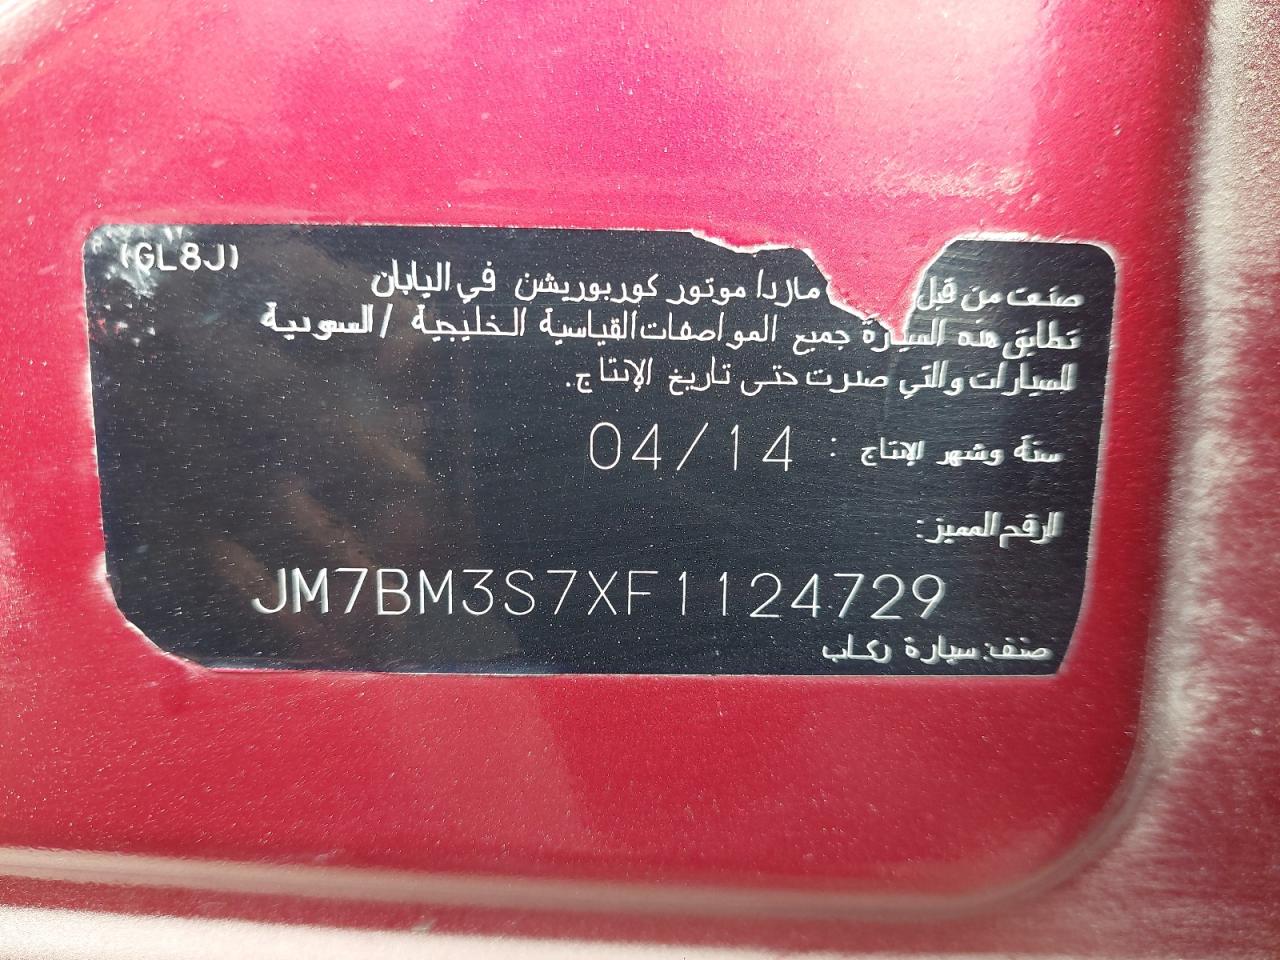 (GL8J)
صنعت من قبل مازدا موتور كوربوريشن في اليابان
تطابق هذه السيارة جميع المواصفات القياسية الخليجية / السعودية
للسيارات والتي صدرت حتى تاريخ الإنتاج.
سنة وشهر الإنتاج : 04/14
الرقم المميز:
JM7BM3S7XF1124729
صنف: سيارة ركاب